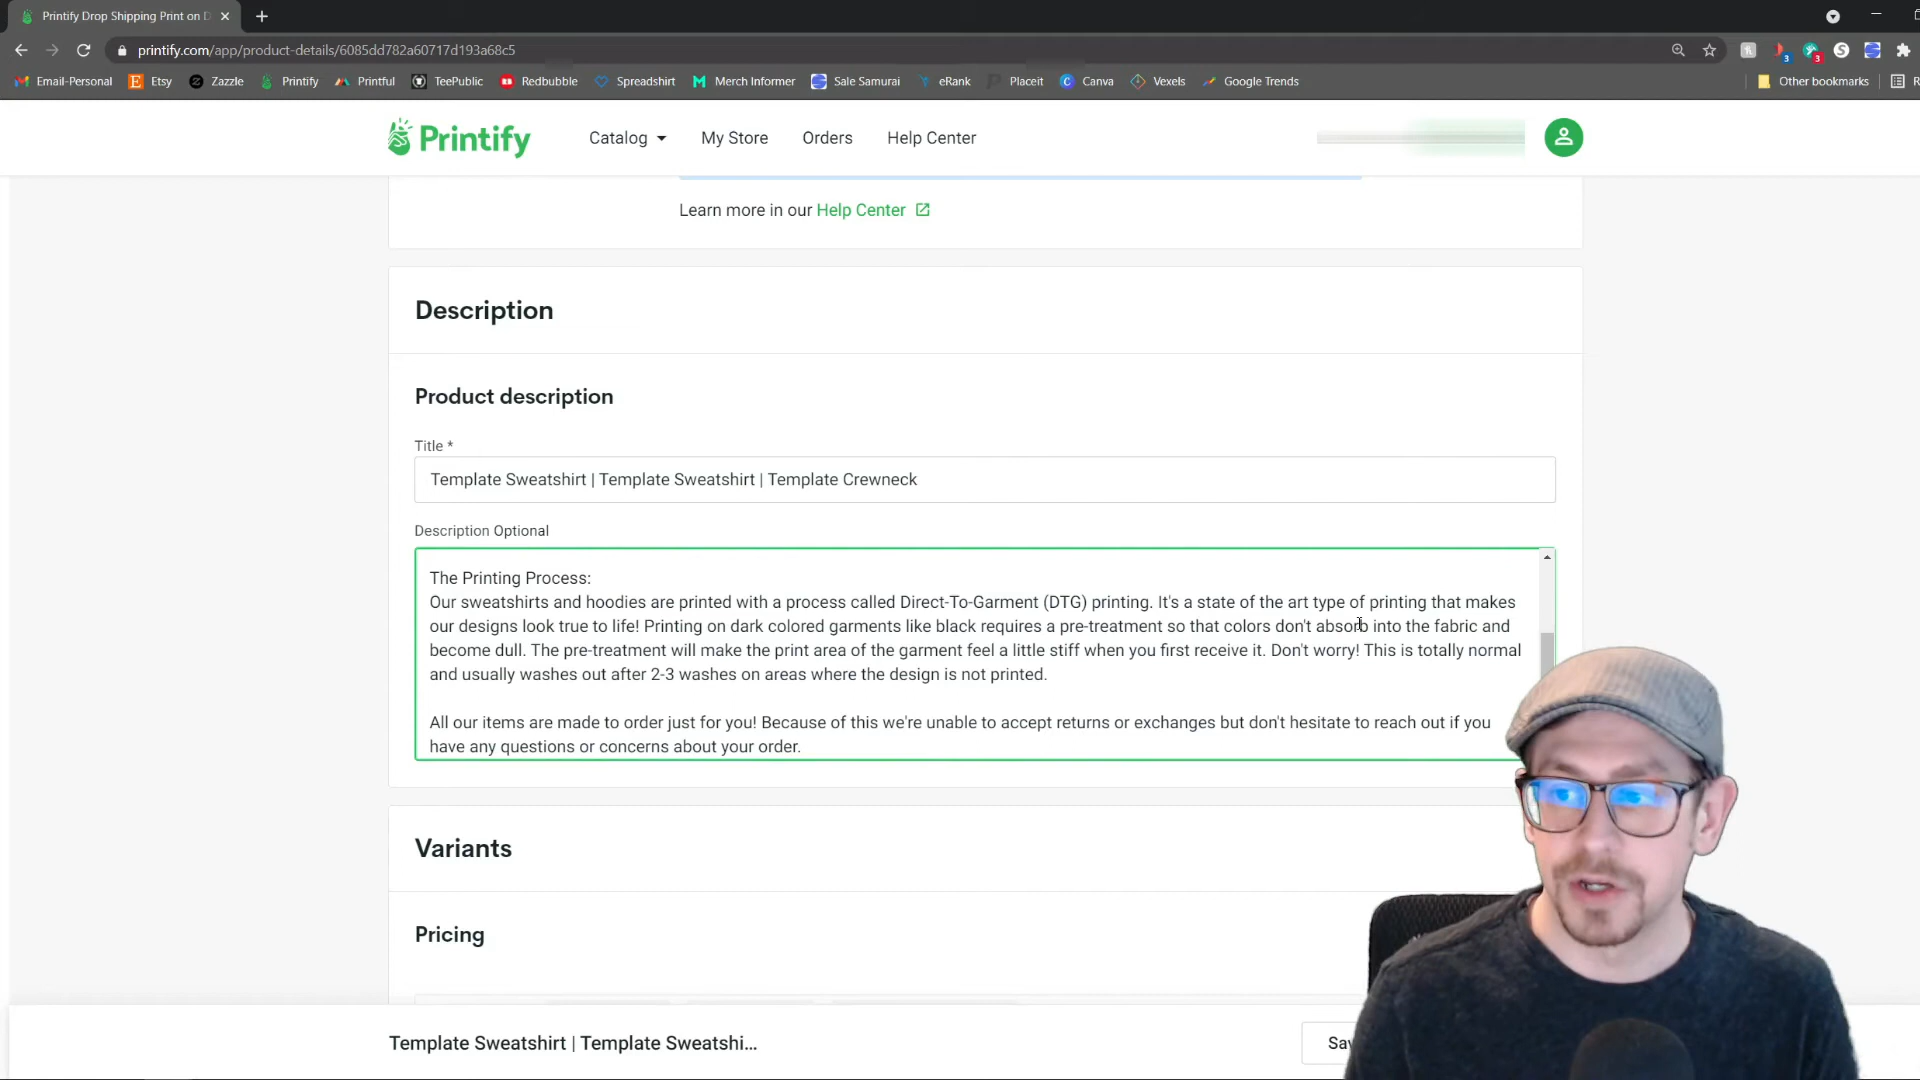 Printify Drop Shipping Print on D
printify.com/app/product-details/6085dd782a60717d193a68c5
3
3
Email-Personal
Etsy
Zazzle
Printify
Printful
TeePublic
Redbubble
Spreadshirt
Merch Informer
Sale Samurai
eRank
Placeit
Canva
Vexels
Google Trends
Other bookmarks
R
Printify
Catalog
My Store
Orders
Help Center
Learn more in our Help Center
Description
Product description
Title *
Template Sweatshirt | Template Sweatshirt | Template Crewneck
Description Optional
The Printing Process:
Our sweatshirts and hoodies are printed with a process called Direct-To-Garment (DTG) printing. It's a state of the art type of printing that makes
our designs look true to life! Printing on dark colored garments like black requires a pre-treatment so that colors don't absorb into the fabric and
become dull. The pre-treatment will make the print area of the garment feel a little stiff when you first receive it. Don't worry! This is totally normal
and usually washes out after 2-3 washes on areas where the design is not printed.
All our items are made to order just for you! Because of this we're unable to accept returns or exchanges but don't hesitate to reach out if you
have any questions or concerns about your order.
Variants
Pricing
Template Sweatshirt | Template Sweatshi...
Sav